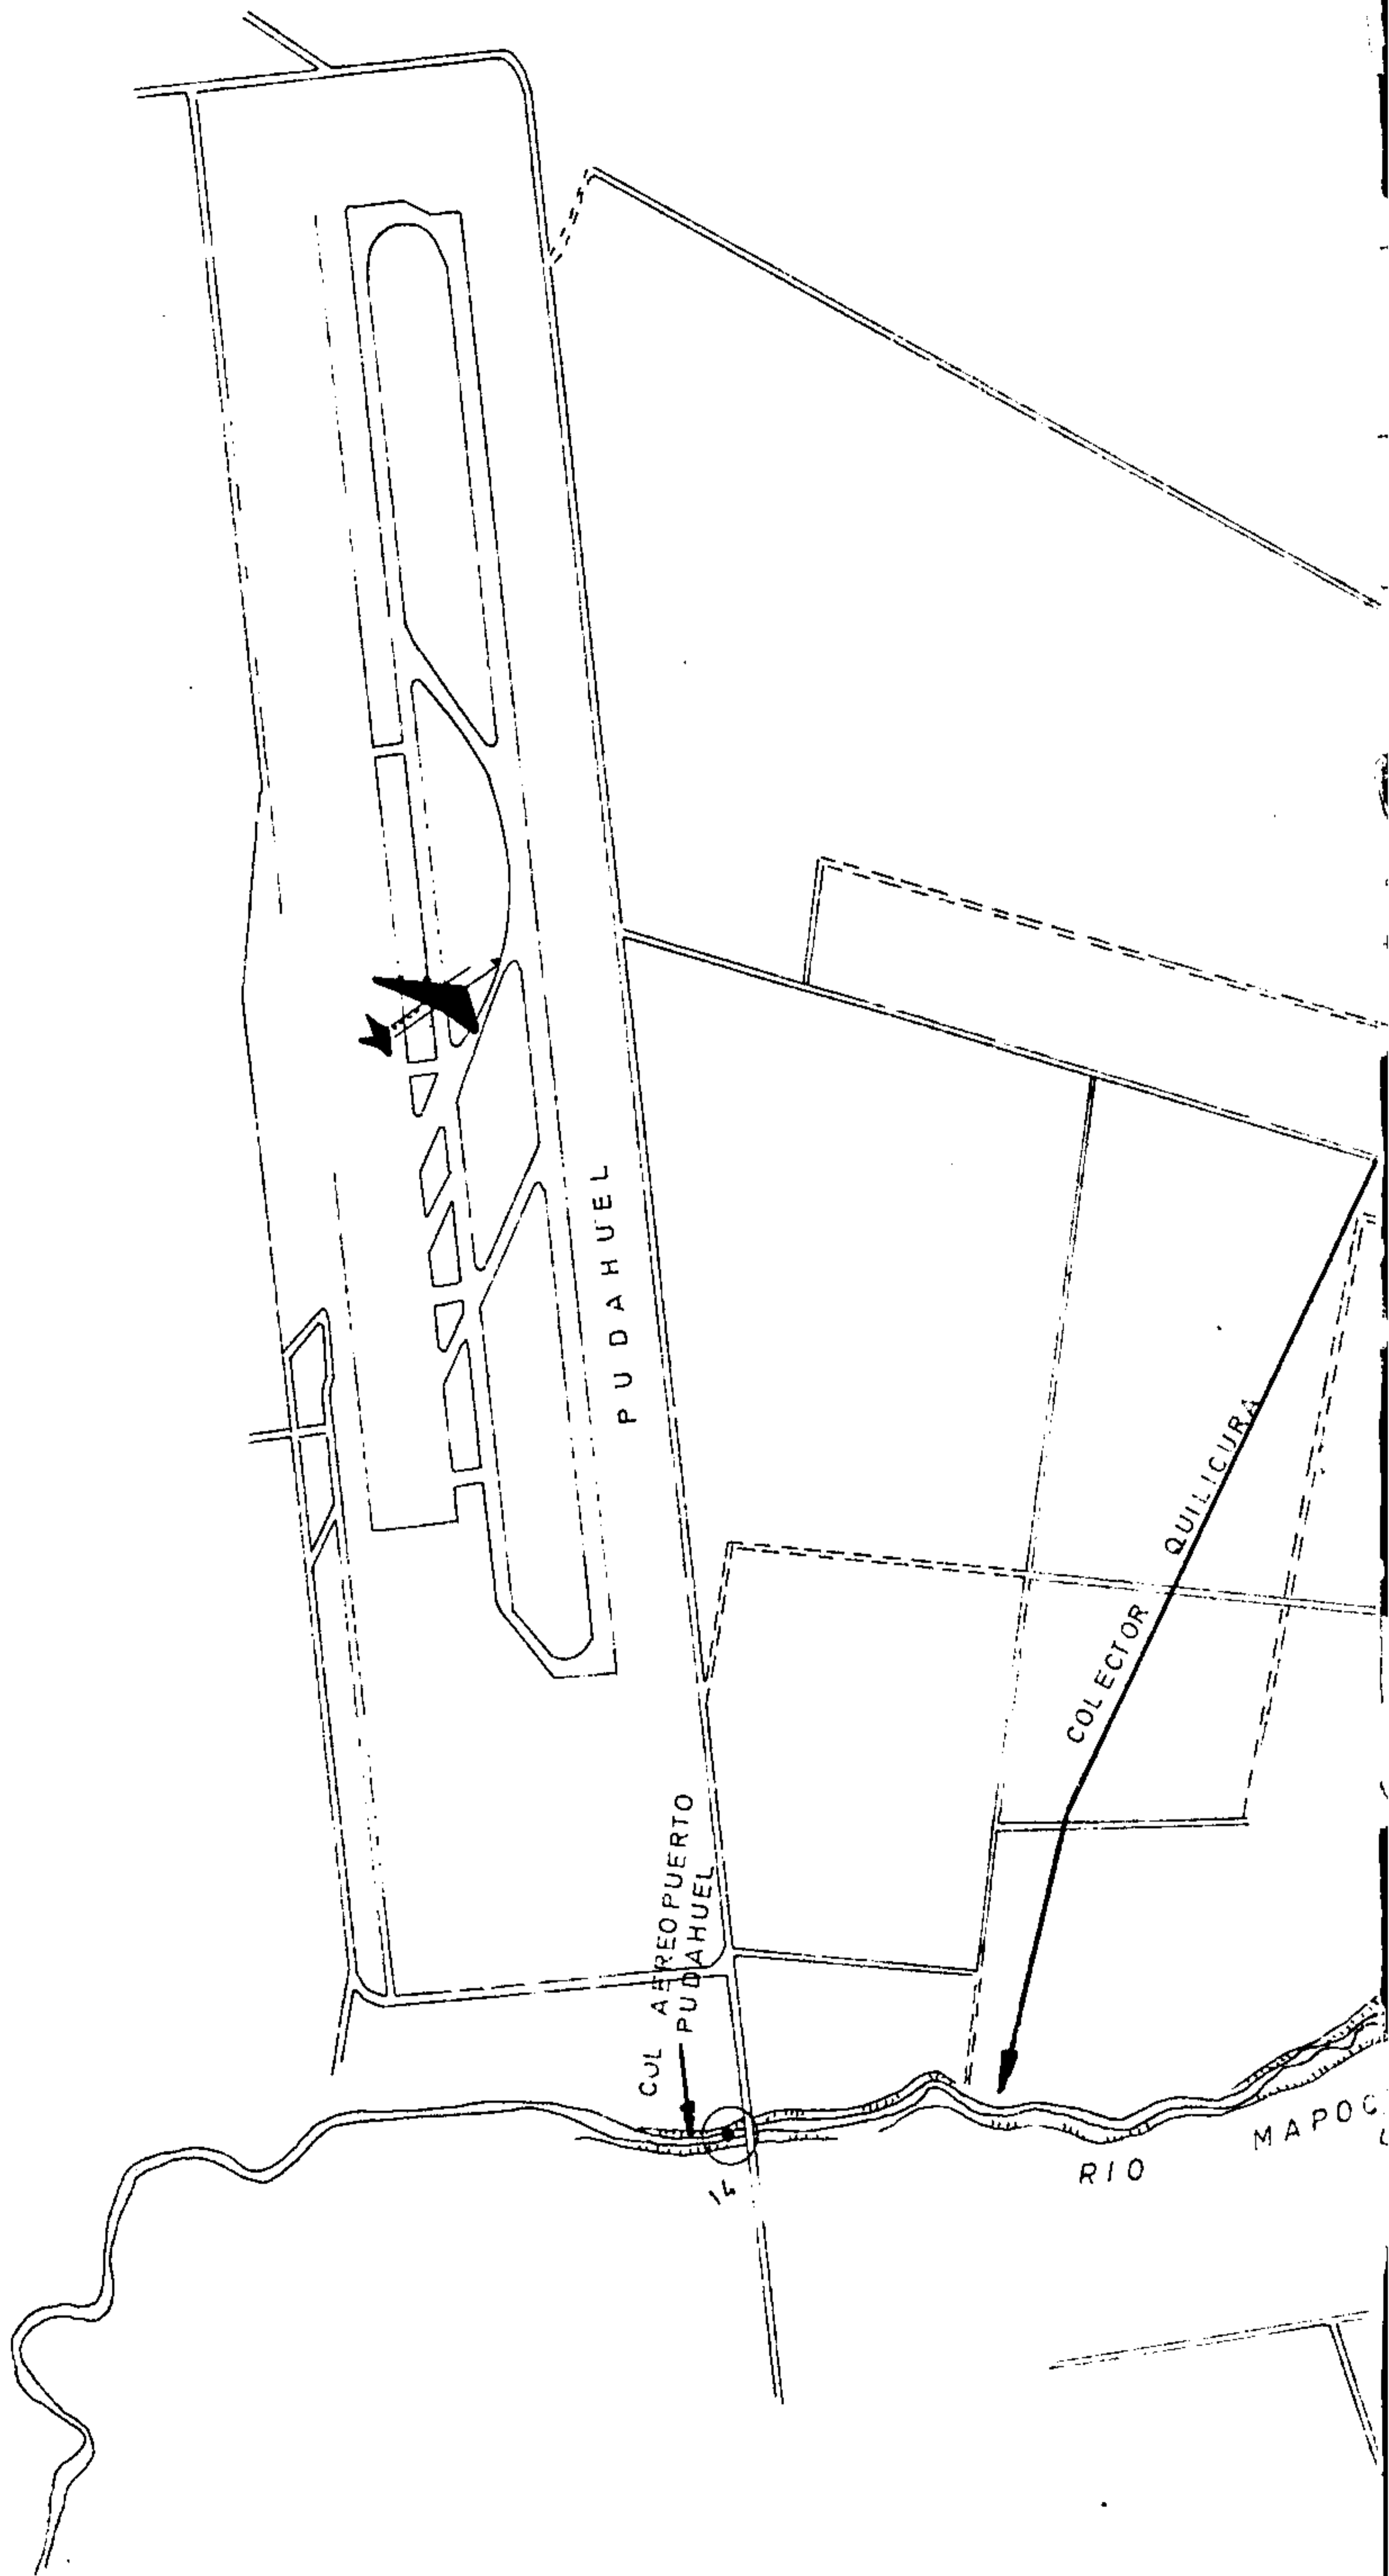 PUDAHUEL
COLECTOR QUILICURA
COL AEREOPUERTO
PUDAHUEL
14
RIO MAPOC